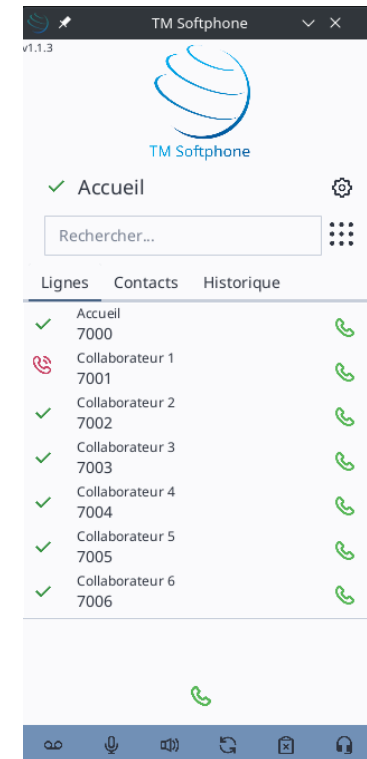 TM Softphone
v1.1.3
TM Softphone
Accueil
Rechercher...
Lignes Contacts Historique
Accueil
7000
Collaborateur 1
7001
Collaborateur 2
7002
Collaborateur 3
7003
Collaborateur 4
7004
Collaborateur 5
7005
Collaborateur 6
7006